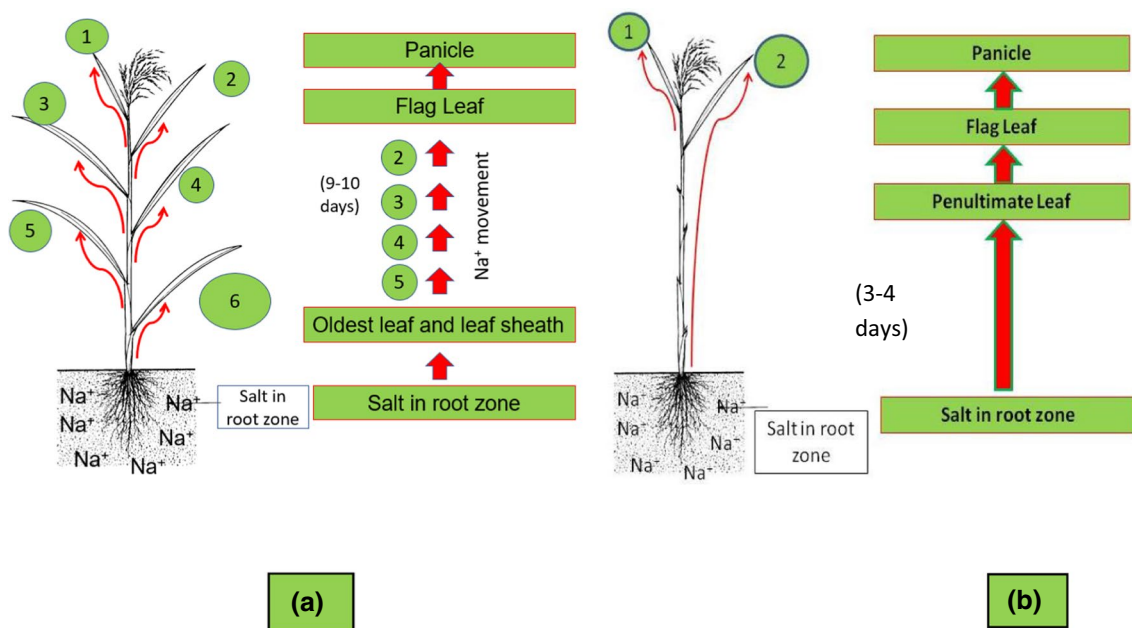 1
2
3
4
5
6
Na⁺
Na⁺
Na⁺
Na⁺
Na⁺
Na⁺
Na⁺
Salt in
root zone
Panicle
Flag Leaf
2
(9-10
days)
3
4
5
Na⁺ movement
Oldest leaf and leaf sheath
Salt in root zone
(a)
1
2
Na⁺
Na⁺
Na⁺
Na⁺
Na⁺
Na⁺
Salt in root
zone
Panicle
Flag Leaf
Penultimate Leaf
(3-4
days)
Salt in root zone
(b)